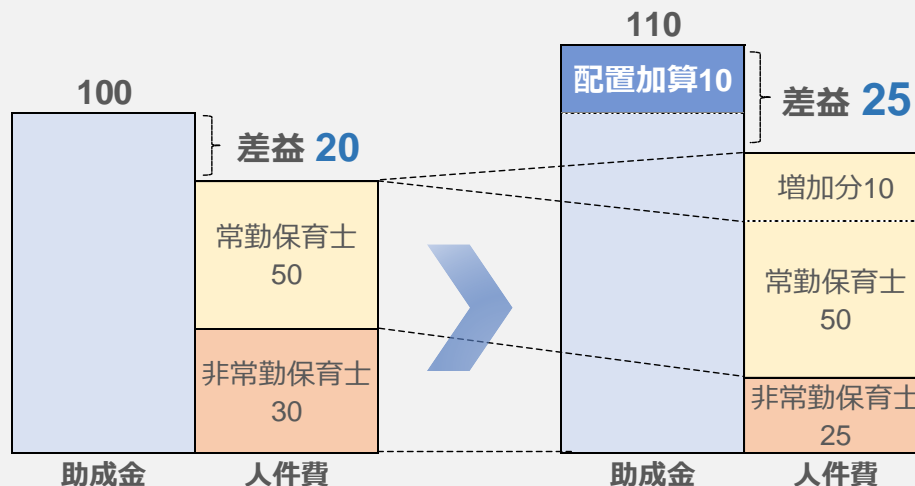 100
差益 20
常勤保育士
50
非常勤保育士
30
助成金
人件費
110
配置加算10
差益 25
増加分10
常勤保育士
50
非常勤保育士
25
助成金
人件費